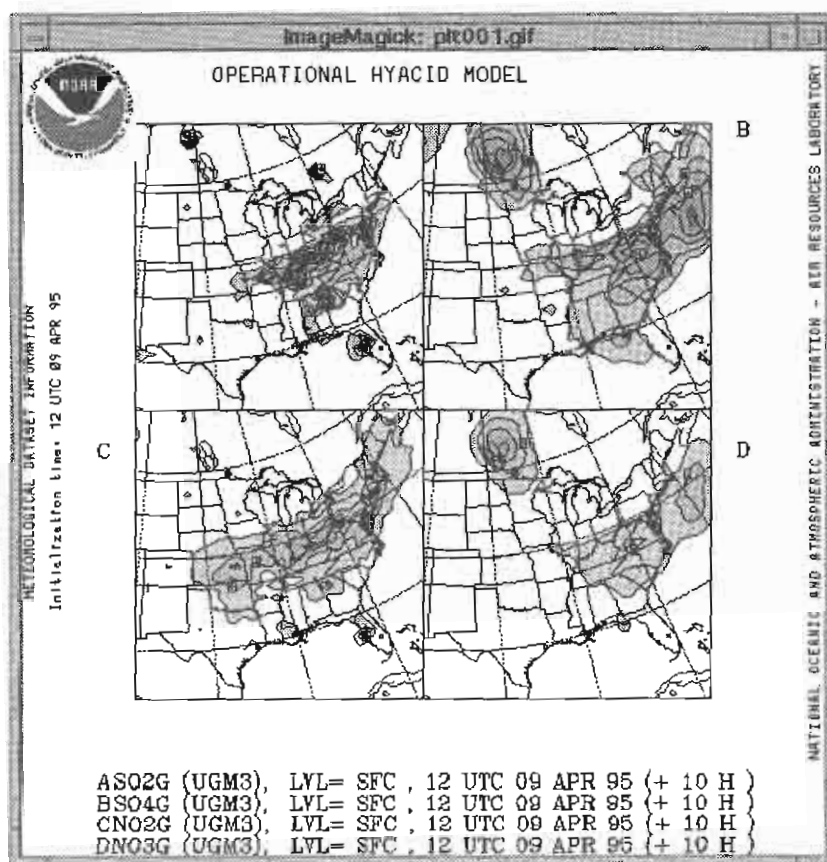 ImageMagick: plt001.gif
NOAA
OPERATIONAL HYACID MODEL
B
C
D
METEOROLOGICAL DATASET INFORMATION
Initialization time: 12 UTC 09 APR 95
NATIONAL OCEANIC AND ATMOSPHERIC ADMINISTRATION - AIR RESOURCES LABORATORY
ASO2G (UGM3), LVL= SFC , 12 UTC 09 APR 95 (+ 10 H )
BSO4G (UGM3), LVL= SFC , 12 UTC 09 APR 95 (+ 10 H )
CNO2G (UGM3), LVL= SFC , 12 UTC 09 APR 95 (+ 10 H )
DNO3G (UGM3), LVL= SFC , 12 UTC 09 APR 95 (+ 10 H )